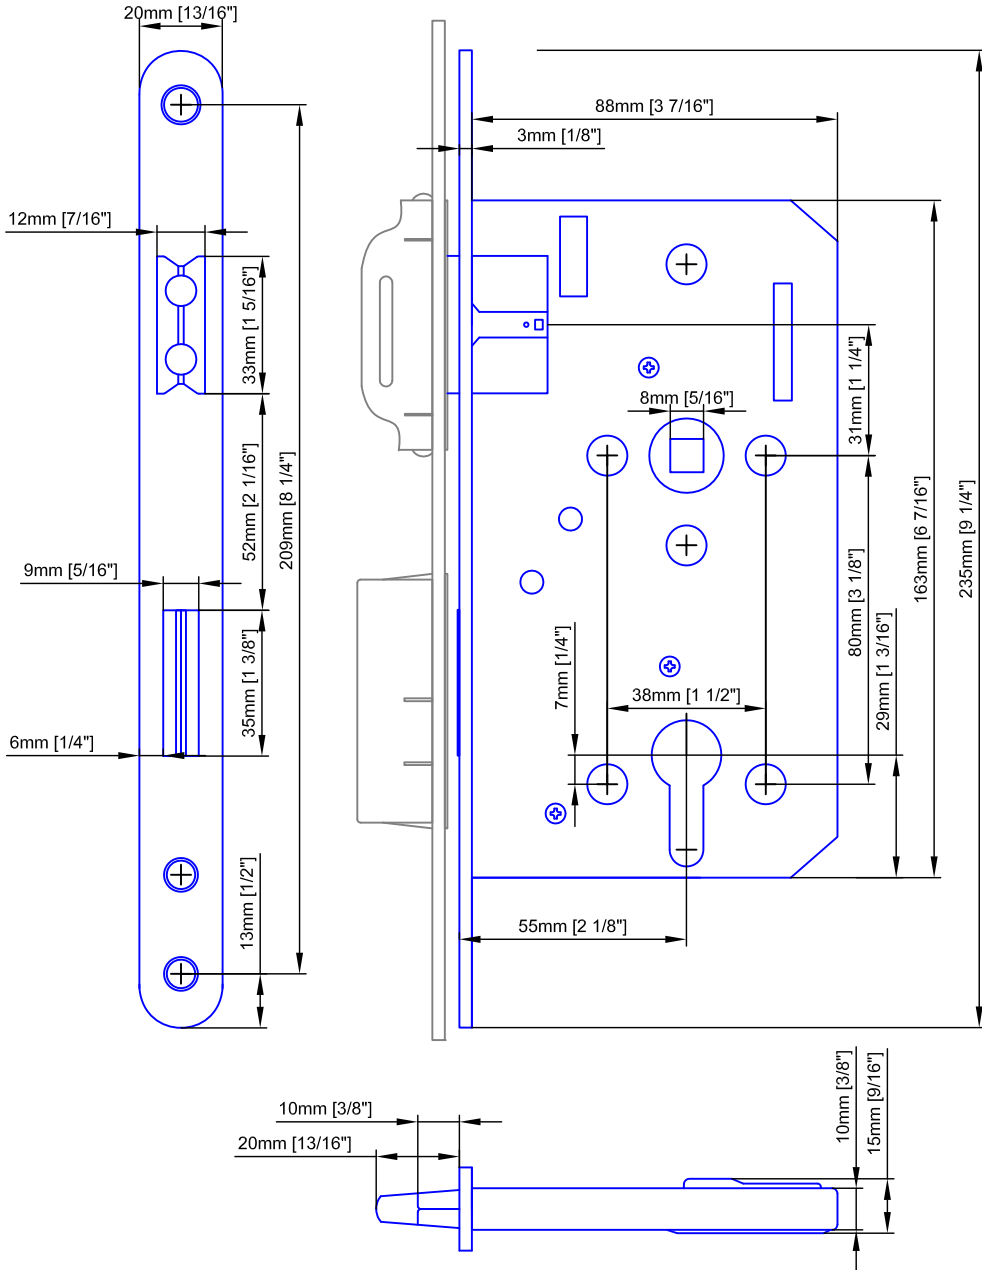 20mm [13/16"]
88mm [3 7/16"]
3mm [1/8"]
12mm [7/16"]
33mm [1 5/16"]
31mm [1 1/4"]
8mm [5/16"]
52mm [2 1/16"]
209mm [8 1/4"]
163mm [6 7/16"]
235mm [9 1/4"]
9mm [5/16"]
80mm [3 1/8"]
7mm [1/4"]
29mm [1 3/16"]
35mm [1 3/8"]
38mm [1 1/2"]
6mm [1/4"]
13mm [1/2"]
55mm [2 1/8"]
10mm [3/8"]
20mm [13/16"]
10mm [3/8"]
15mm [9/16"]